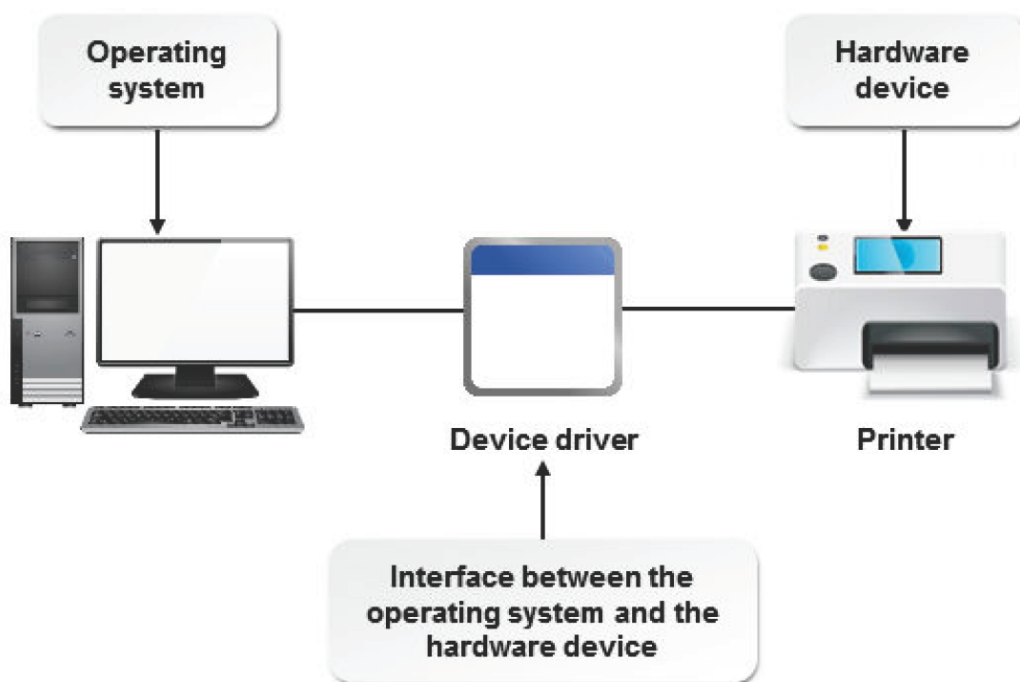 Operating
system
Hardware
device
Device driver
Printer
Interface between the
operating system and the
hardware device